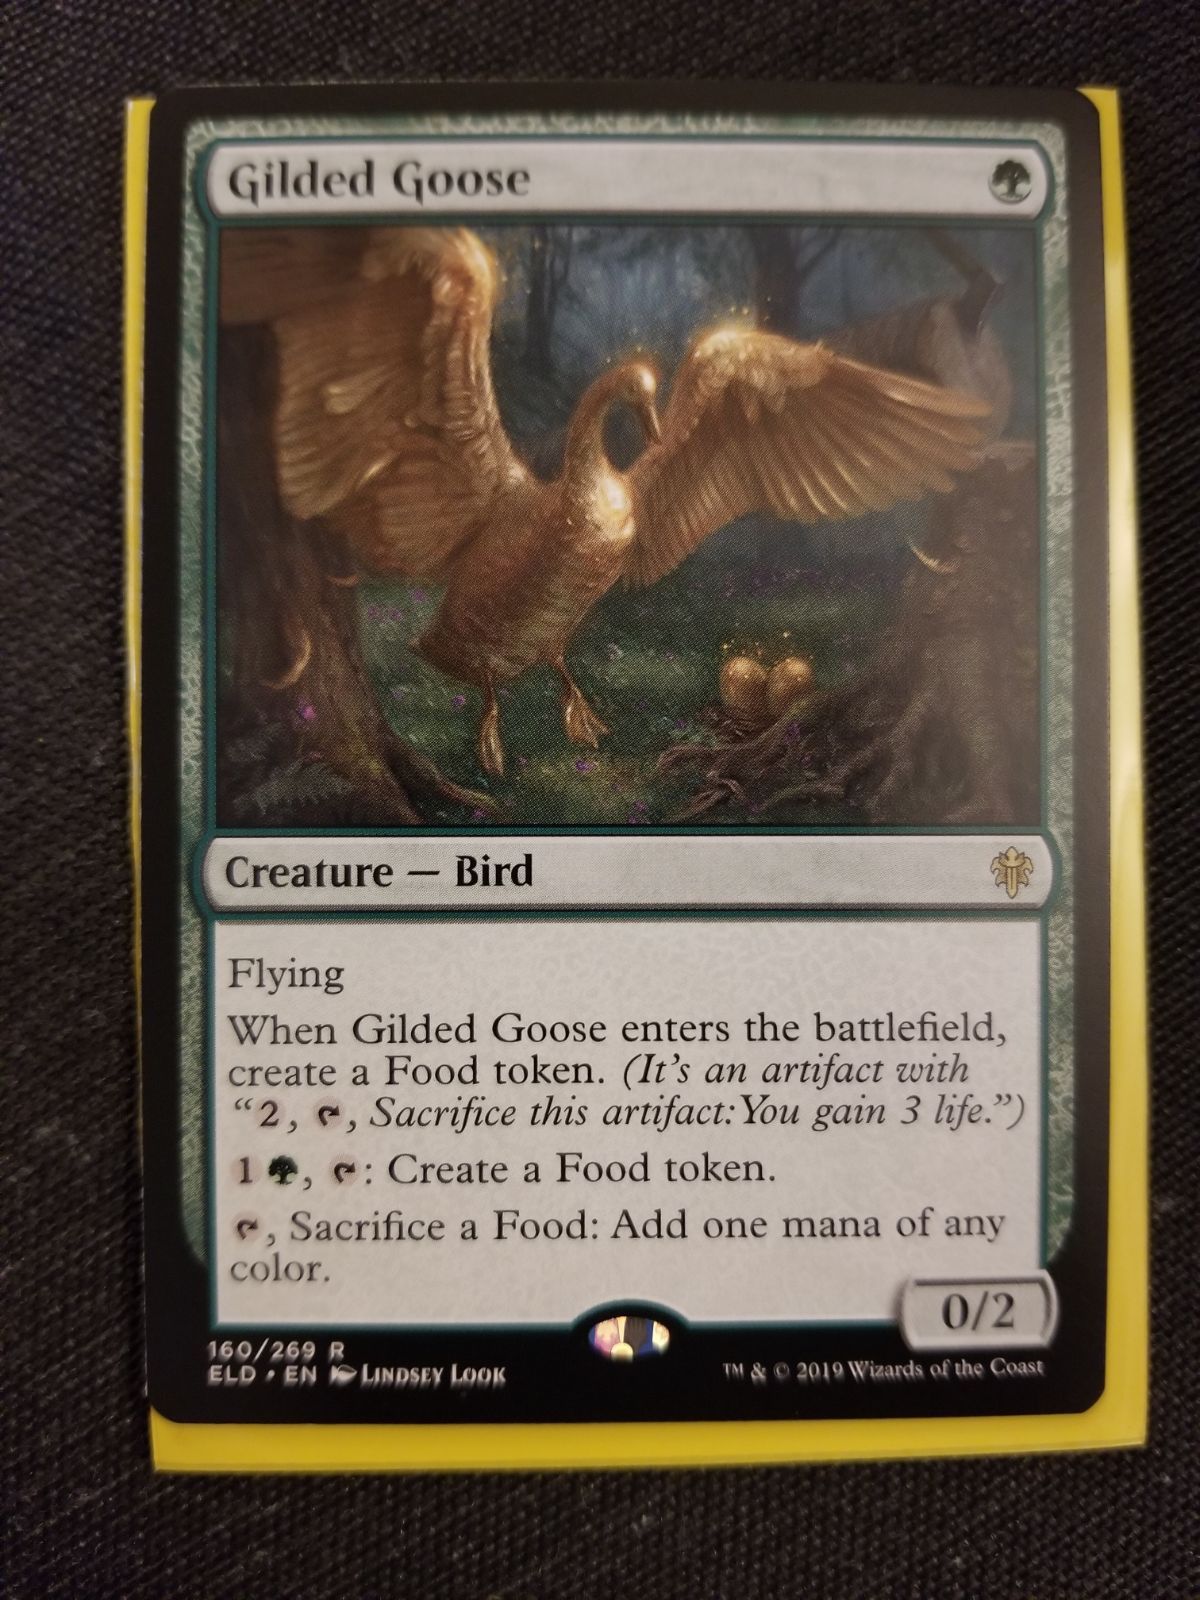 Gilded Goose
Creature — Bird
Flying
When Gilded Goose enters the battlefield,
create a Food token. (It's an artifact with
"2, , Sacrifice this artifact: You gain 3 life.")
1 , : Create a Food token.
, Sacrifice a Food: Add one mana of any
color.
0/2
160/269 R
ELD • EN Lindsey Look
™ & © 2019 Wizards of the Coast